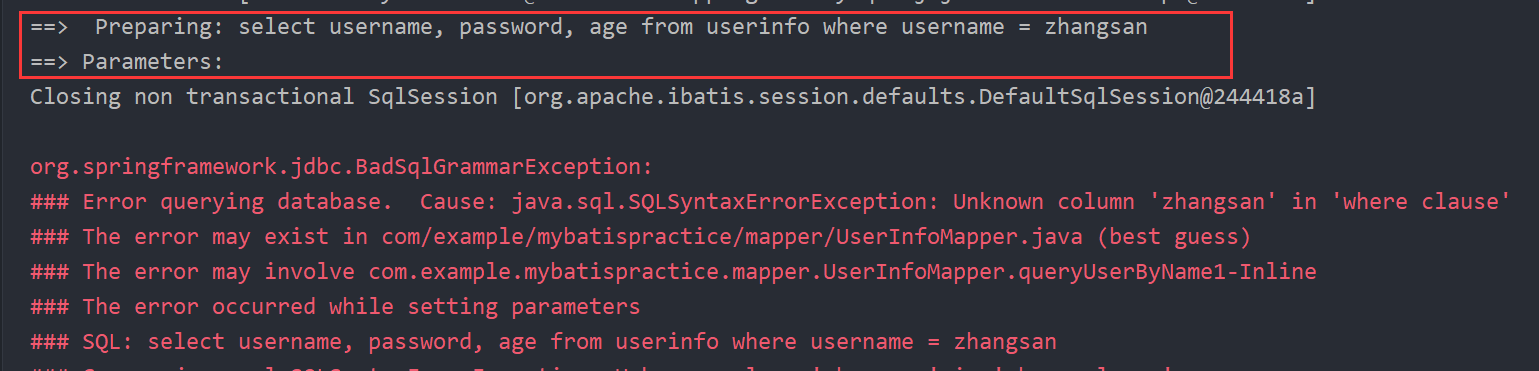 ==>  Preparing: select username, password, age from userinfo where username = zhangsan
==> Parameters:
Closing non transactional SqlSession [org.apache.ibatis.session.defaults.DefaultSqlSession@244418a]
org.springframework.jdbc.BadSqlGrammarException:
### Error querying database.  Cause: java.sql.SQLSyntaxErrorException: Unknown column 'zhangsan' in 'where clause'
### The error may exist in com/example/mybatispractice/mapper/UserInfoMapper.java (best guess)
### The error may involve com.example.mybatispractice.mapper.UserInfoMapper.queryUserByName1-Inline
### The error occurred while setting parameters
### SQL: select username, password, age from userinfo where username = zhangsan